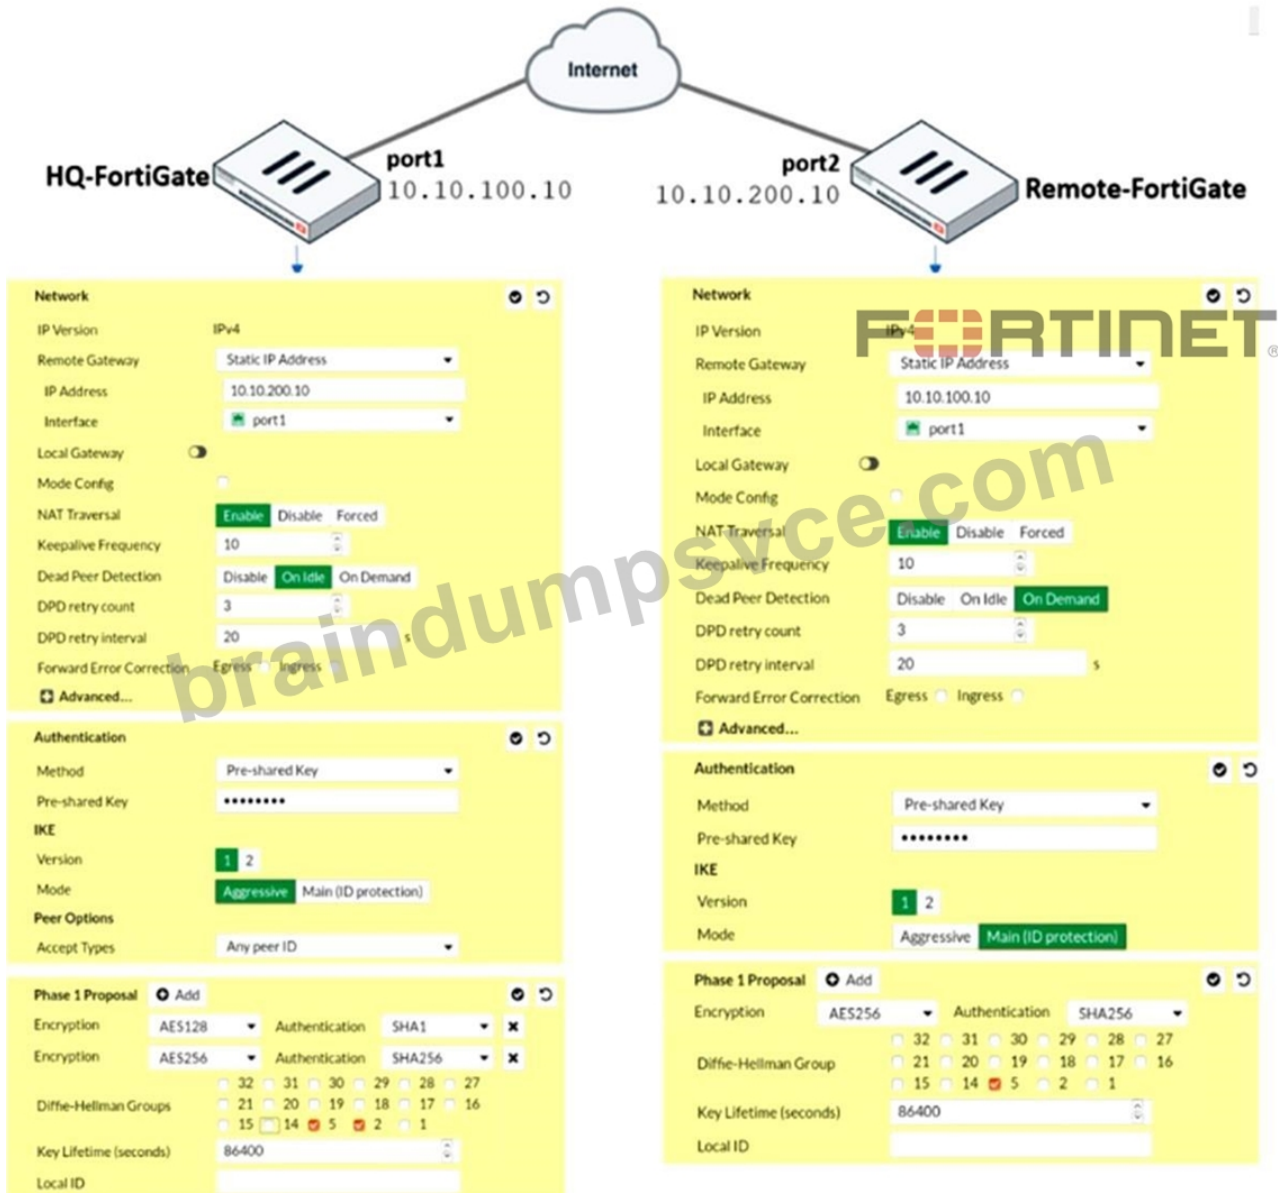 Internet
HQ-FortiGate
port1
10.10.100.10
port2
10.10.200.10
Remote-FortiGate
Network
IP Version IPv4
Remote Gateway Static IP Address
IP Address 10.10.200.10
Interface port1
Local Gateway
Mode Config
NAT Traversal Enable Disable Forced
Keepalive Frequency 10
Dead Peer Detection Disable On Idle On Demand
DPD retry count 3
DPD retry interval 20 s
Forward Error Correction Egress Ingress
Advanced...
Authentication
Method Pre-shared Key
Pre-shared Key ••••••••
IKE
Version 1 2
Mode Aggressive Main (ID protection)
Peer Options
Accept Types Any peer ID
Phase 1 Proposal Add
Encryption AES128 Authentication SHA1
Encryption AES256 Authentication SHA256
32 31 30 29 28 27
Diffie-Hellman Groups 21 20 19 18 17 16
15 14 5 2 1
Key Lifetime (seconds) 86400
Local ID
Network
IP Version IPv4
FORTINET®
Remote Gateway Static IP Address
IP Address 10.10.100.10
Interface port1
Local Gateway
Mode Config
NAT Traversal Enable Disable Forced
Keepalive Frequency 10
Dead Peer Detection Disable On Idle On Demand
DPD retry count 3
DPD retry interval 20 s
Forward Error Correction Egress Ingress
Advanced...
Authentication
Method Pre-shared Key
Pre-shared Key ••••••••
IKE
Version 1 2
Mode Aggressive Main (ID protection)
Phase 1 Proposal Add
Encryption AES256 Authentication SHA256
32 31 30 29 28 27
Diffie-Hellman Group 21 20 19 18 17 16
15 14 5 2 1
Key Lifetime (seconds) 86400
Local ID
braindumpsvce.com